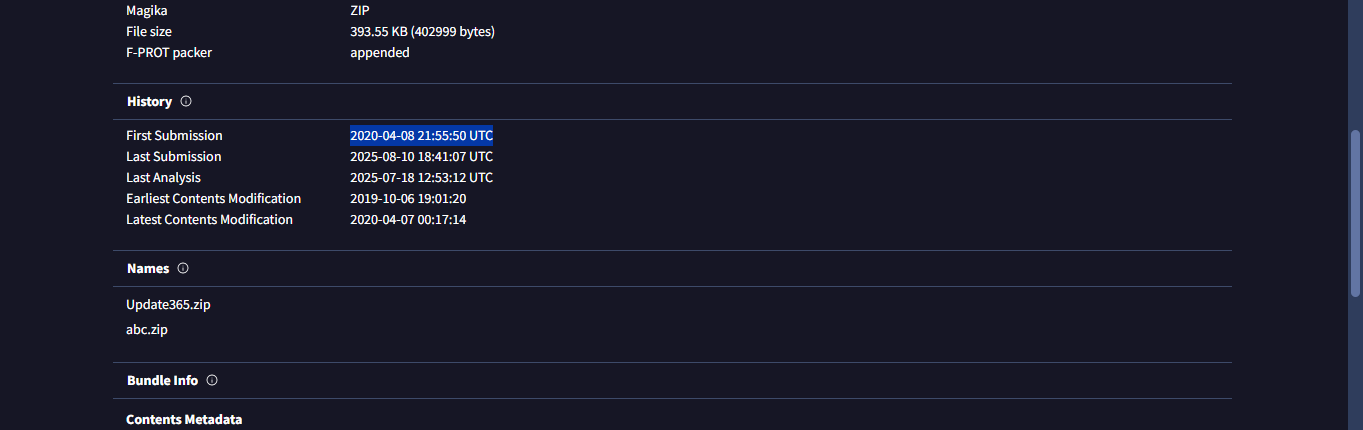 Magika ZIP
File size 393.55 KB (402999 bytes)
F-PROT packer appended
History
First Submission 2020-04-08 21:55:50 UTC
Last Submission 2025-08-10 18:41:07 UTC
Last Analysis 2025-07-18 12:53:12 UTC
Earliest Contents Modification 2019-10-06 19:01:20
Latest Contents Modification 2020-04-07 00:17:14
Names
Update365.zip
abc.zip
Bundle Info
Contents Metadata